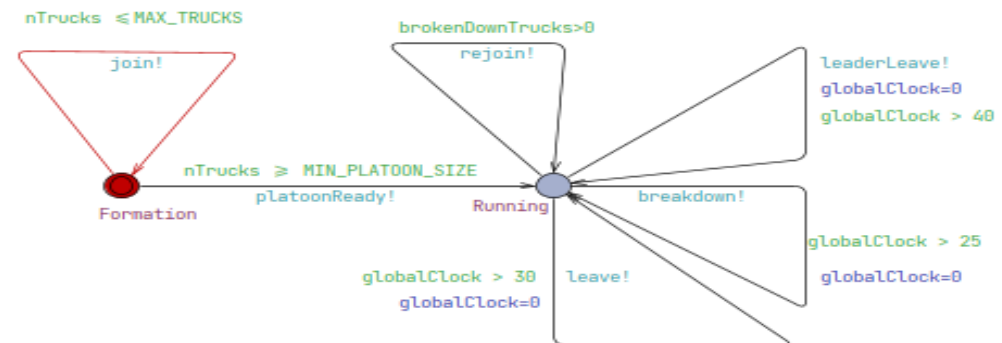 nTrucks ⩽ MAX_TRUCKS
join!
brokenDownTrucks>0
rejoin!
leaderLeave!
globalClock=0
globalClock > 40
nTrucks ⩾ MIN_PLATOON_SIZE
platoonReady!
Formation
Running
breakdown!
globalClock > 25
globalClock=0
globalClock > 30
leave!
globalClock=0